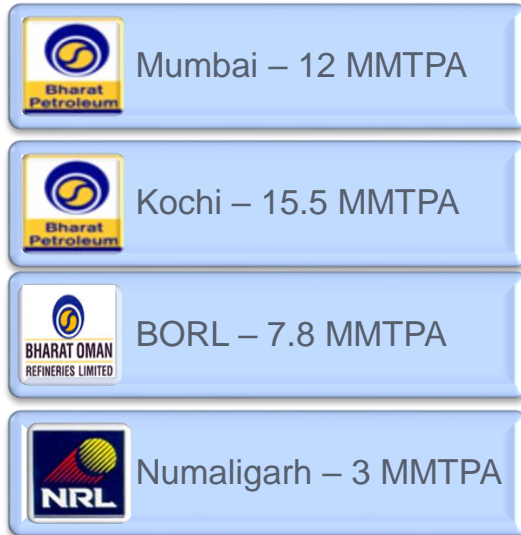 Bharat
Petroleum
Mumbai – 12 MMTPA
Bharat
Petroleum
Kochi – 15.5 MMTPA
BHARAT OMAN
REFINERIES LIMITED
BORL – 7.8 MMTPA
NRL
Numaligarh – 3 MMTPA